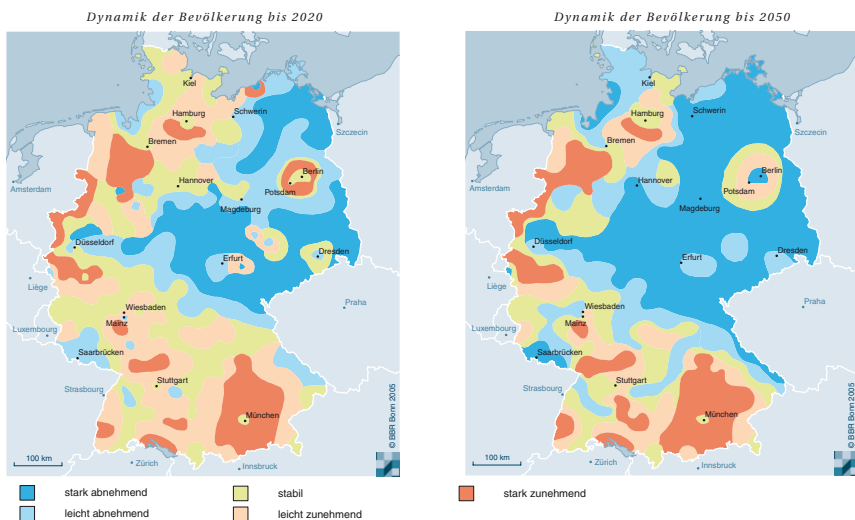 Dynamik der Bevölkerung bis 2020
Kiel
Hamburg
Schwerin
Szczecin
Bremen
Amsterdam
Hannover
Berlin
Potsdam
Magdeburg
Düsseldorf
Erfurt
Dresden
Liège
Praha
Wiesbaden
Mainz
Luxembourg
Saarbrücken
Strasbourg
Stuttgart
München
Zürich
Innsbruck
100 km
© BBR Bonn 2005
Dynamik der Bevölkerung bis 2050
Kiel
Hamburg
Schwerin
Szczecin
Bremen
Amsterdam
Hannover
Berlin
Potsdam
Magdeburg
Düsseldorf
Erfurt
Dresden
Liège
Praha
Wiesbaden
Mainz
Luxembourg
Saarbrücken
Strasbourg
Stuttgart
München
Zürich
Innsbruck
100 km
© BBR Bonn 2005
stark abnehmend
leicht abnehmend
stabil
leicht zunehmend
stark zunehmend